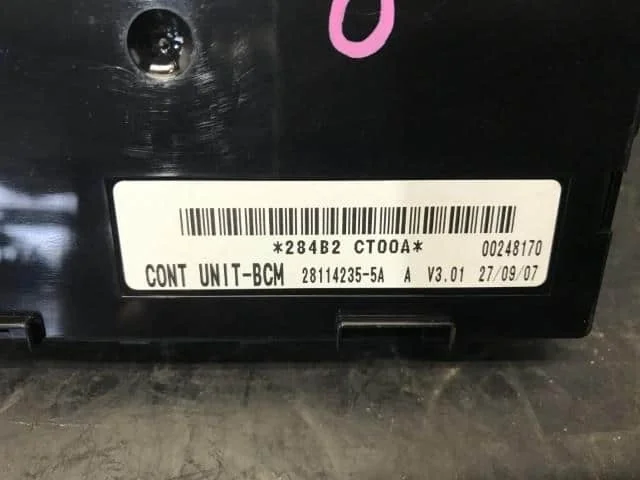 *284B2 CT00A* 00248170
CONT UNIT-BCM 28114235-5A A V3.01 27/09/07